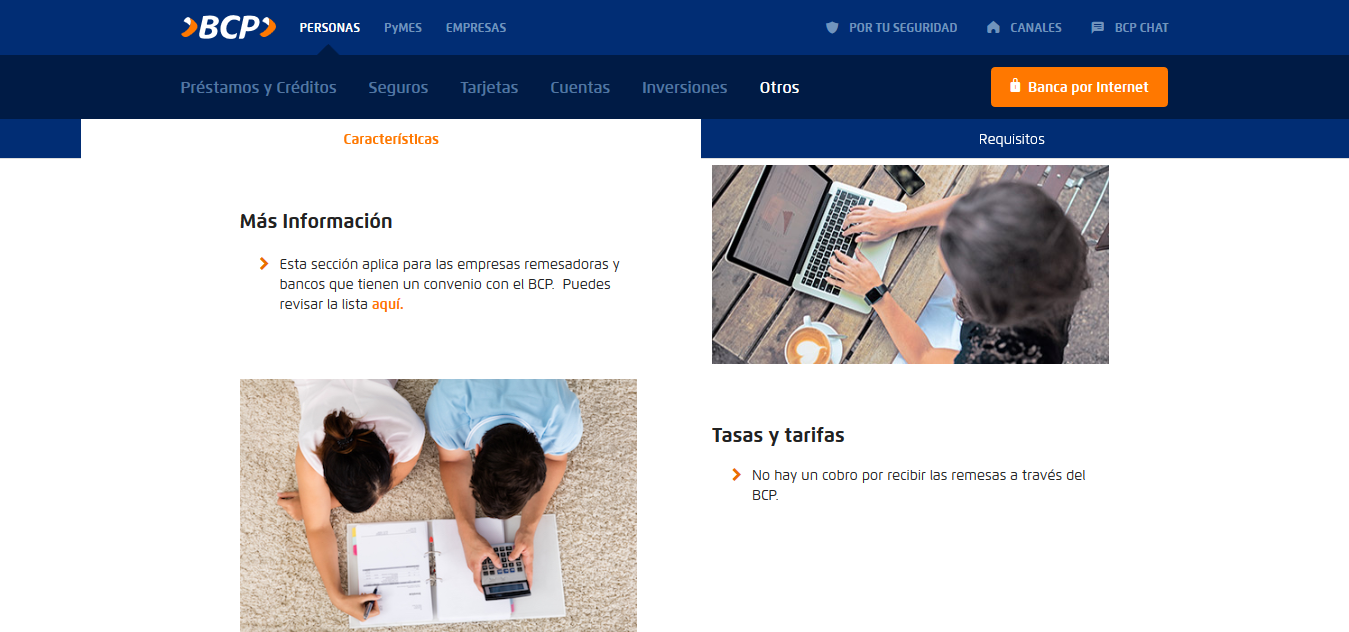 BCP PERSONAS PyMES EMPRESAS POR TU SEGURIDAD CANALES BCP CHAT
Préstamos y Créditos Seguros Tarjetas Cuentas Inversiones Otros Banca por Internet
Características Requisitos
Más Información
Esta sección aplica para las empresas remesadoras y
bancos que tienen un convenio con el BCP. Puedes
revisar la lista aquí.
Tasas y tarifas
No hay un cobro por recibir las remesas a través del
BCP.